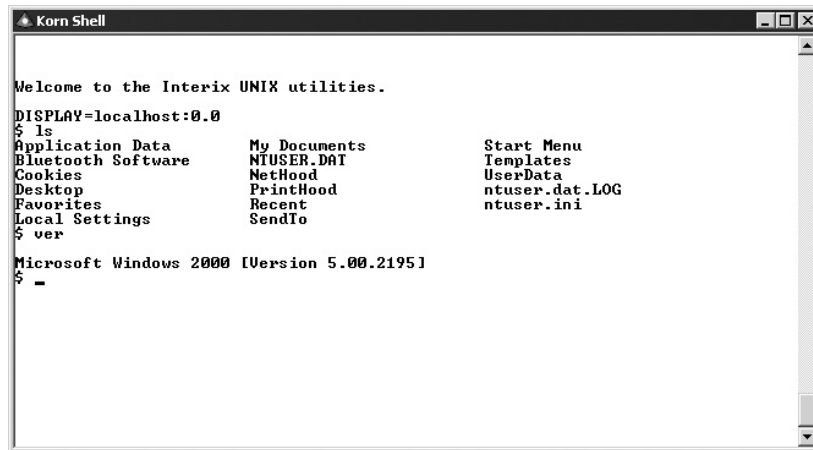 Korn Shell
Welcome to the Interix UNIX utilities.
DISPLAY=localhost:0.0
$ ls
Application Data My Documents Start Menu
Bluetooth Software NTUSER.DAT Templates
Cookies NetHood UserData
Desktop PrintHood ntuser.dat.LOG
Favorites Recent ntuser.ini
Local Settings SendTo
$ ver
Microsoft Windows 2000 [Version 5.00.2195]
$ _